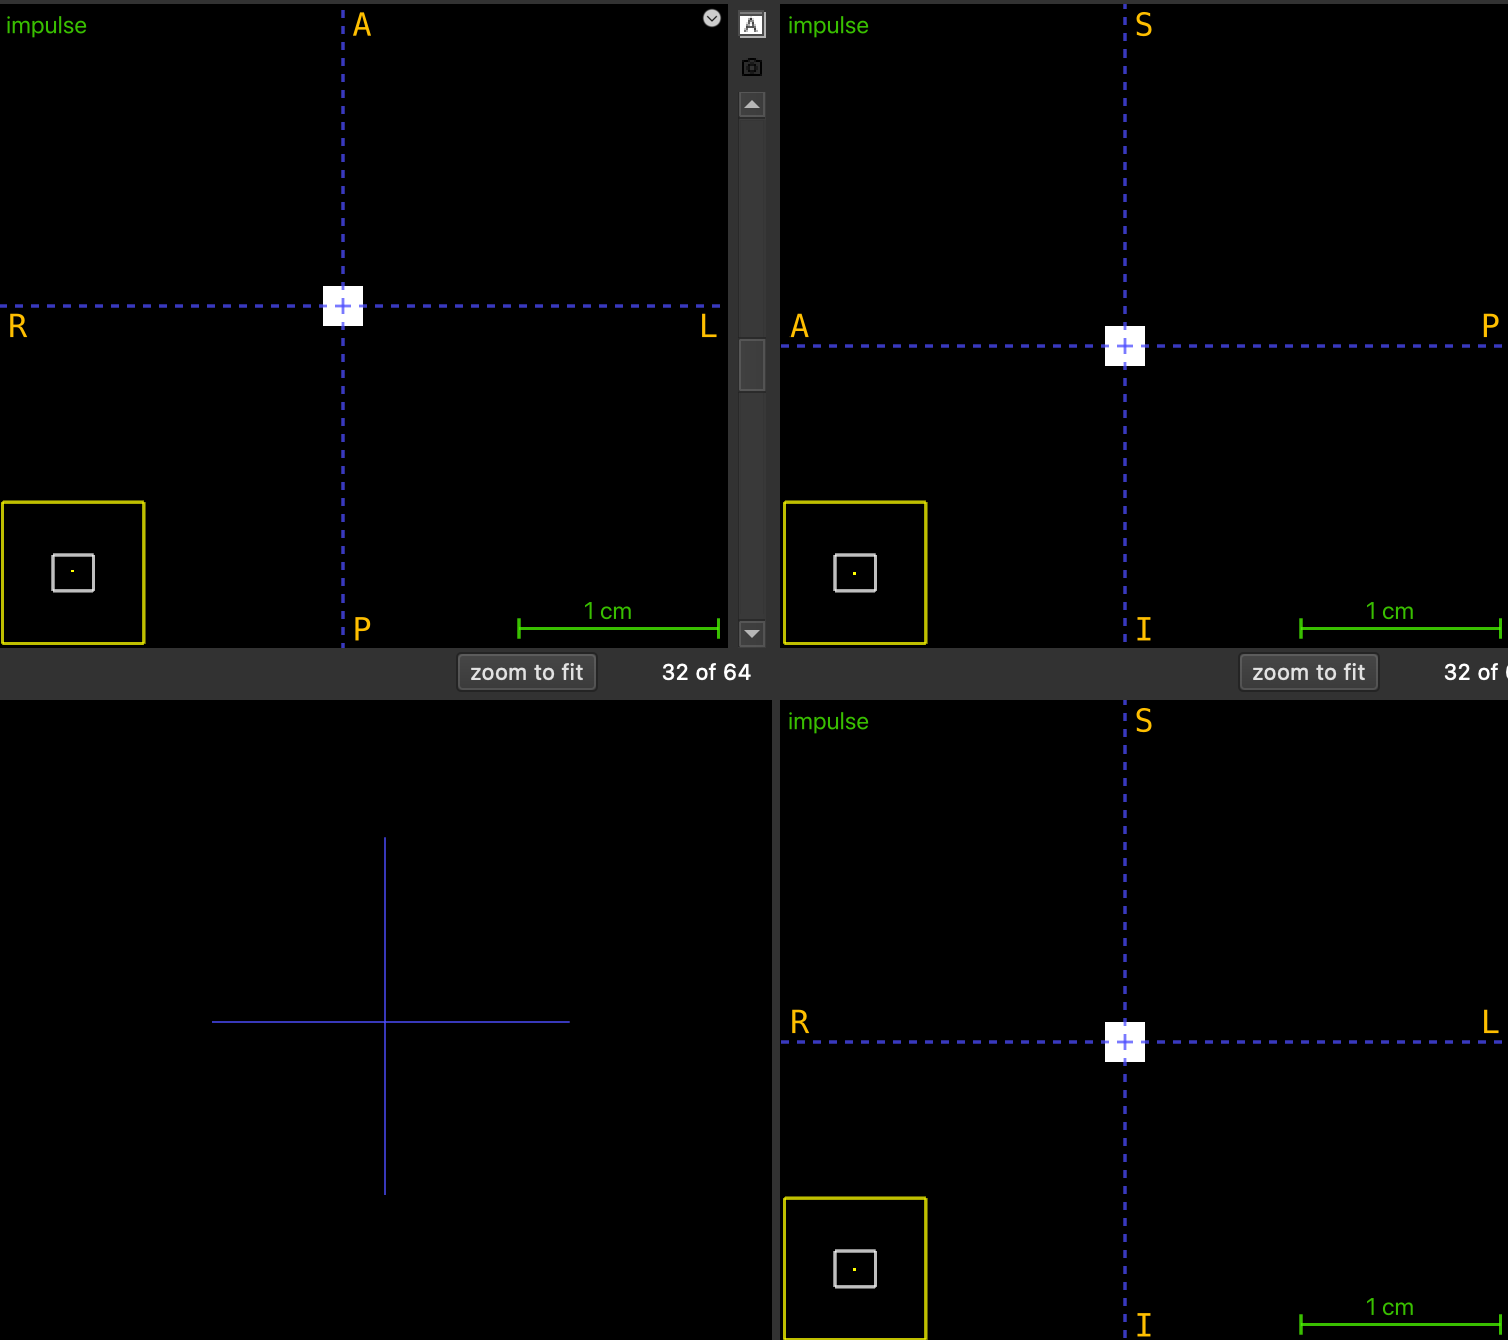 impulse
A
A
R
L
P
1 cm
zoom to fit
32 of 64
impulse
S
A
P
I
1 cm
zoom to fit
32 of
impulse
S
R
L
I
1 cm